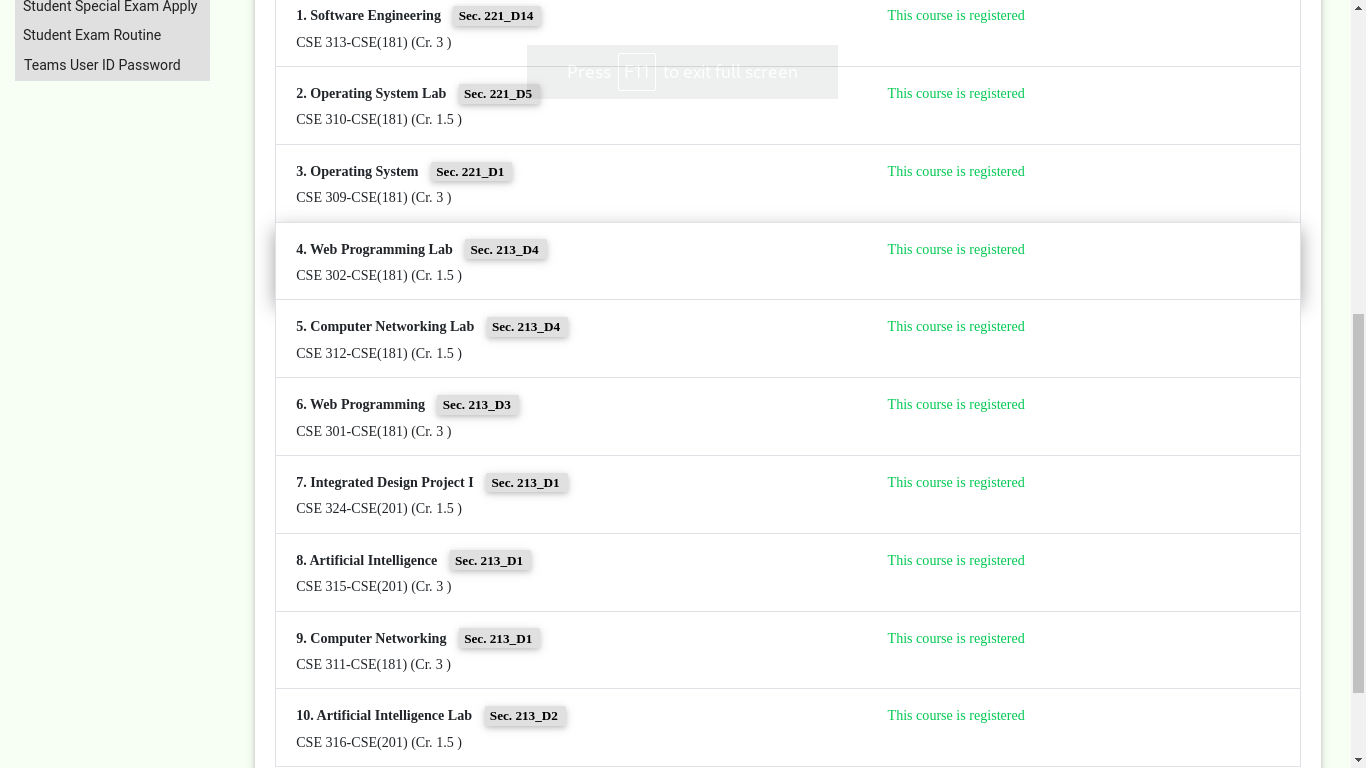 Student Special Exam Apply
Student Exam Routine
Teams User ID Password
1. Software Engineering Sec. 221_D14 This course is registered
CSE 313-CSE(181) (Cr. 3 )
Press F11 to exit full screen
2. Operating System Lab Sec. 221_D5 This course is registered
CSE 310-CSE(181) (Cr. 1.5 )
3. Operating System Sec. 221_D1 This course is registered
CSE 309-CSE(181) (Cr. 3 )
4. Web Programming Lab Sec. 213_D4 This course is registered
CSE 302-CSE(181) (Cr. 1.5 )
5. Computer Networking Lab Sec. 213_D4 This course is registered
CSE 312-CSE(181) (Cr. 1.5 )
6. Web Programming Sec. 213_D3 This course is registered
CSE 301-CSE(181) (Cr. 3 )
7. Integrated Design Project I Sec. 213_D1 This course is registered
CSE 324-CSE(201) (Cr. 1.5 )
8. Artificial Intelligence Sec. 213_D1 This course is registered
CSE 315-CSE(201) (Cr. 3 )
9. Computer Networking Sec. 213_D1 This course is registered
CSE 311-CSE(181) (Cr. 3 )
10. Artificial Intelligence Lab Sec. 213_D2 This course is registered
CSE 316-CSE(201) (Cr. 1.5 )